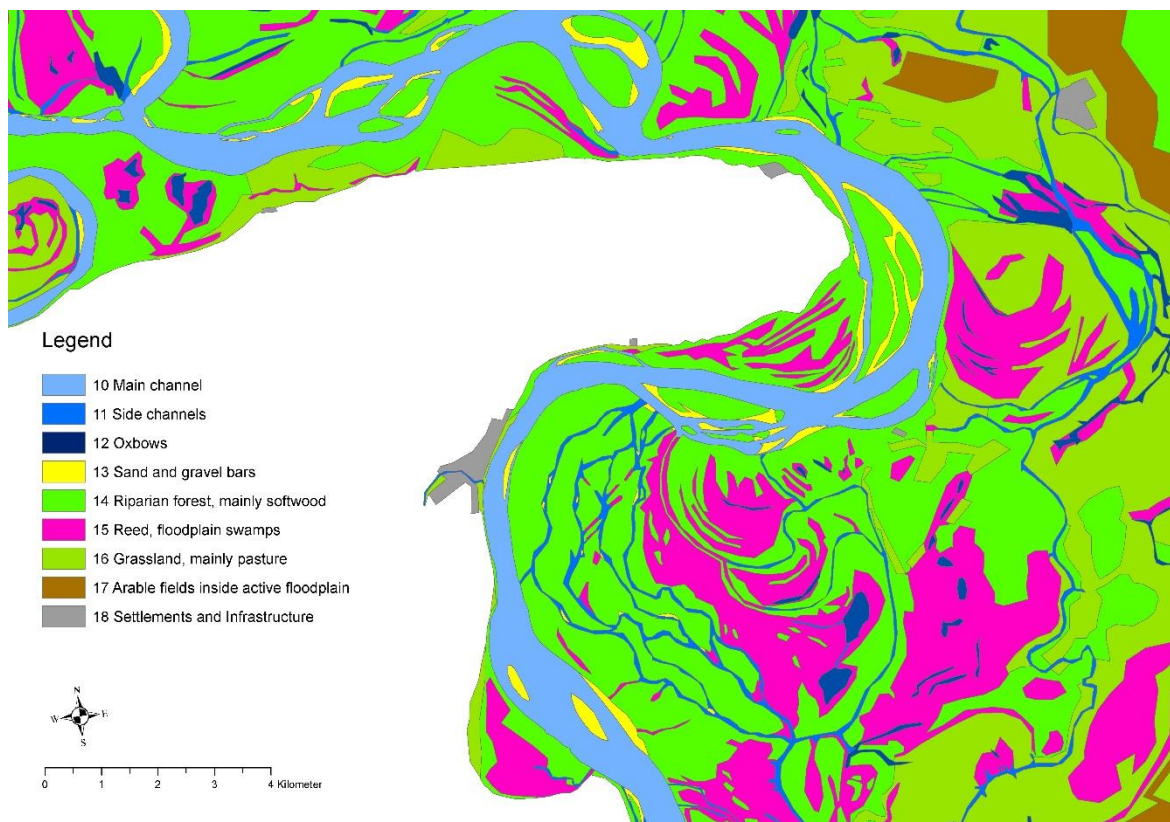 Legend
10 Main channel
11 Side channels
12 Oxbows
13 Sand and gravel bars
14 Riparian forest, mainly softwood
15 Reed, floodplain swamps
16 Grassland, mainly pasture
17 Arable fields inside active floodplain
18 Settlements and Infrastructure
N
W E
S
0 1 2 3 4 Kilometer